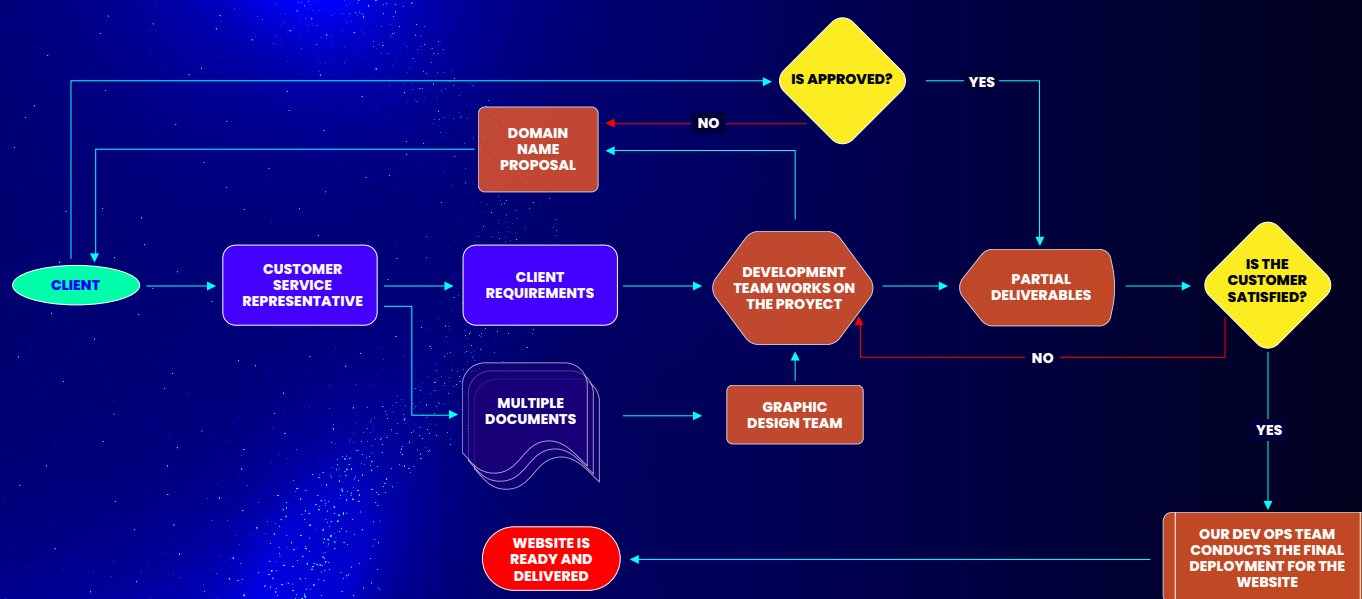 IS APPROVED?
YES
NO
DOMAIN
NAME
PROPOSAL
CLIENT
CUSTOMER
SERVICE
REPRESENTATIVE
CLIENT
REQUIREMENTS
DEVELOPMENT
TEAM WORKS ON
THE PROYECT
PARTIAL
DELIVERABLES
IS THE
CUSTOMER
SATISFIED?
NO
MULTIPLE
DOCUMENTS
GRAPHIC
DESIGN TEAM
YES
WEBSITE IS
READY AND
DELIVERED
OUR DEV OPS TEAM
CONDUCTS THE FINAL
DEPLOYMENT FOR THE
WEBSITE